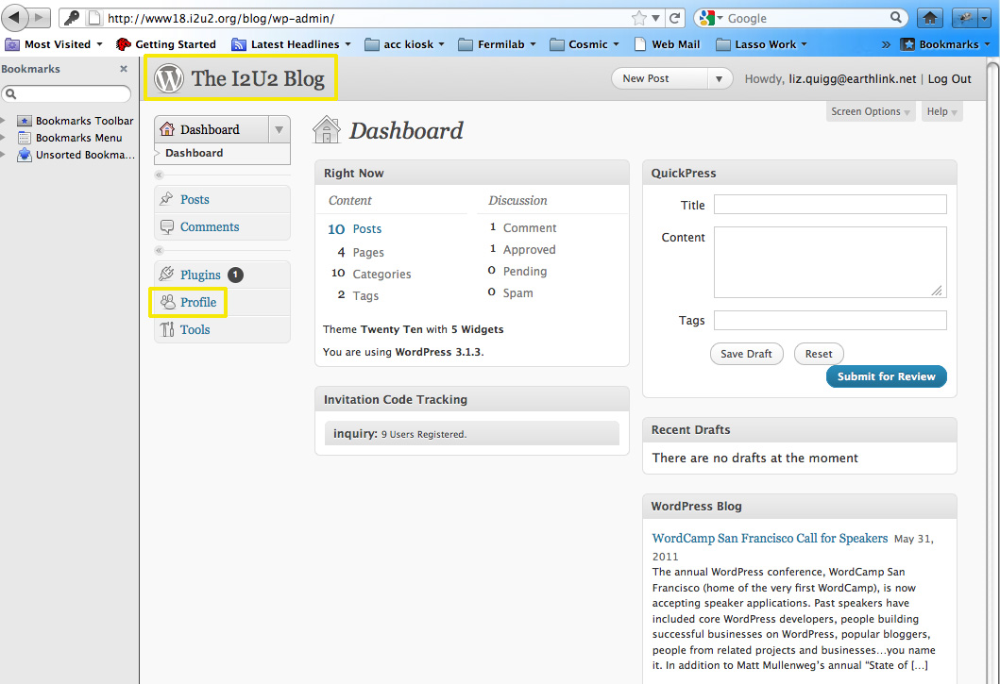 http://www18.i2u2.org/blog/wp-admin/
Google
Most Visited
Getting Started
Latest Headlines
acc kiosk
Fermilab
Cosmic
Web Mail
Lasso Work
»
Bookmarks
Bookmarks
×
Bookmarks Toolbar
Bookmarks Menu
Unsorted Bookma...
The I2U2 Blog
New Post
Howdy, liz.quigg@earthlink.net | Log Out
Screen Options
Help
Dashboard
Dashboard
Posts
Comments
Plugins 1
Profile
Tools
Dashboard
Right Now
Content
Discussion
10 Posts
1 Comment
4 Pages
1 Approved
10 Categories
0 Pending
2 Tags
0 Spam
Theme Twenty Ten with 5 Widgets
You are using WordPress 3.1.3.
Invitation Code Tracking
inquiry: 9 Users Registered.
QuickPress
Title
Content
Tags
Save Draft
Reset
Submit for Review
Recent Drafts
There are no drafts at the moment
WordPress Blog
WordCamp San Francisco Call for Speakers May 31,
2011
The annual WordPress conference, WordCamp San
Francisco (home of the very first WordCamp), is now
accepting speaker applications. Past speakers have
included core WordPress developers, people building
successful businesses on WordPress, popular bloggers,
people from related projects and businesses…you name
it. In addition to Matt Mullenweg’s annual “State of […]